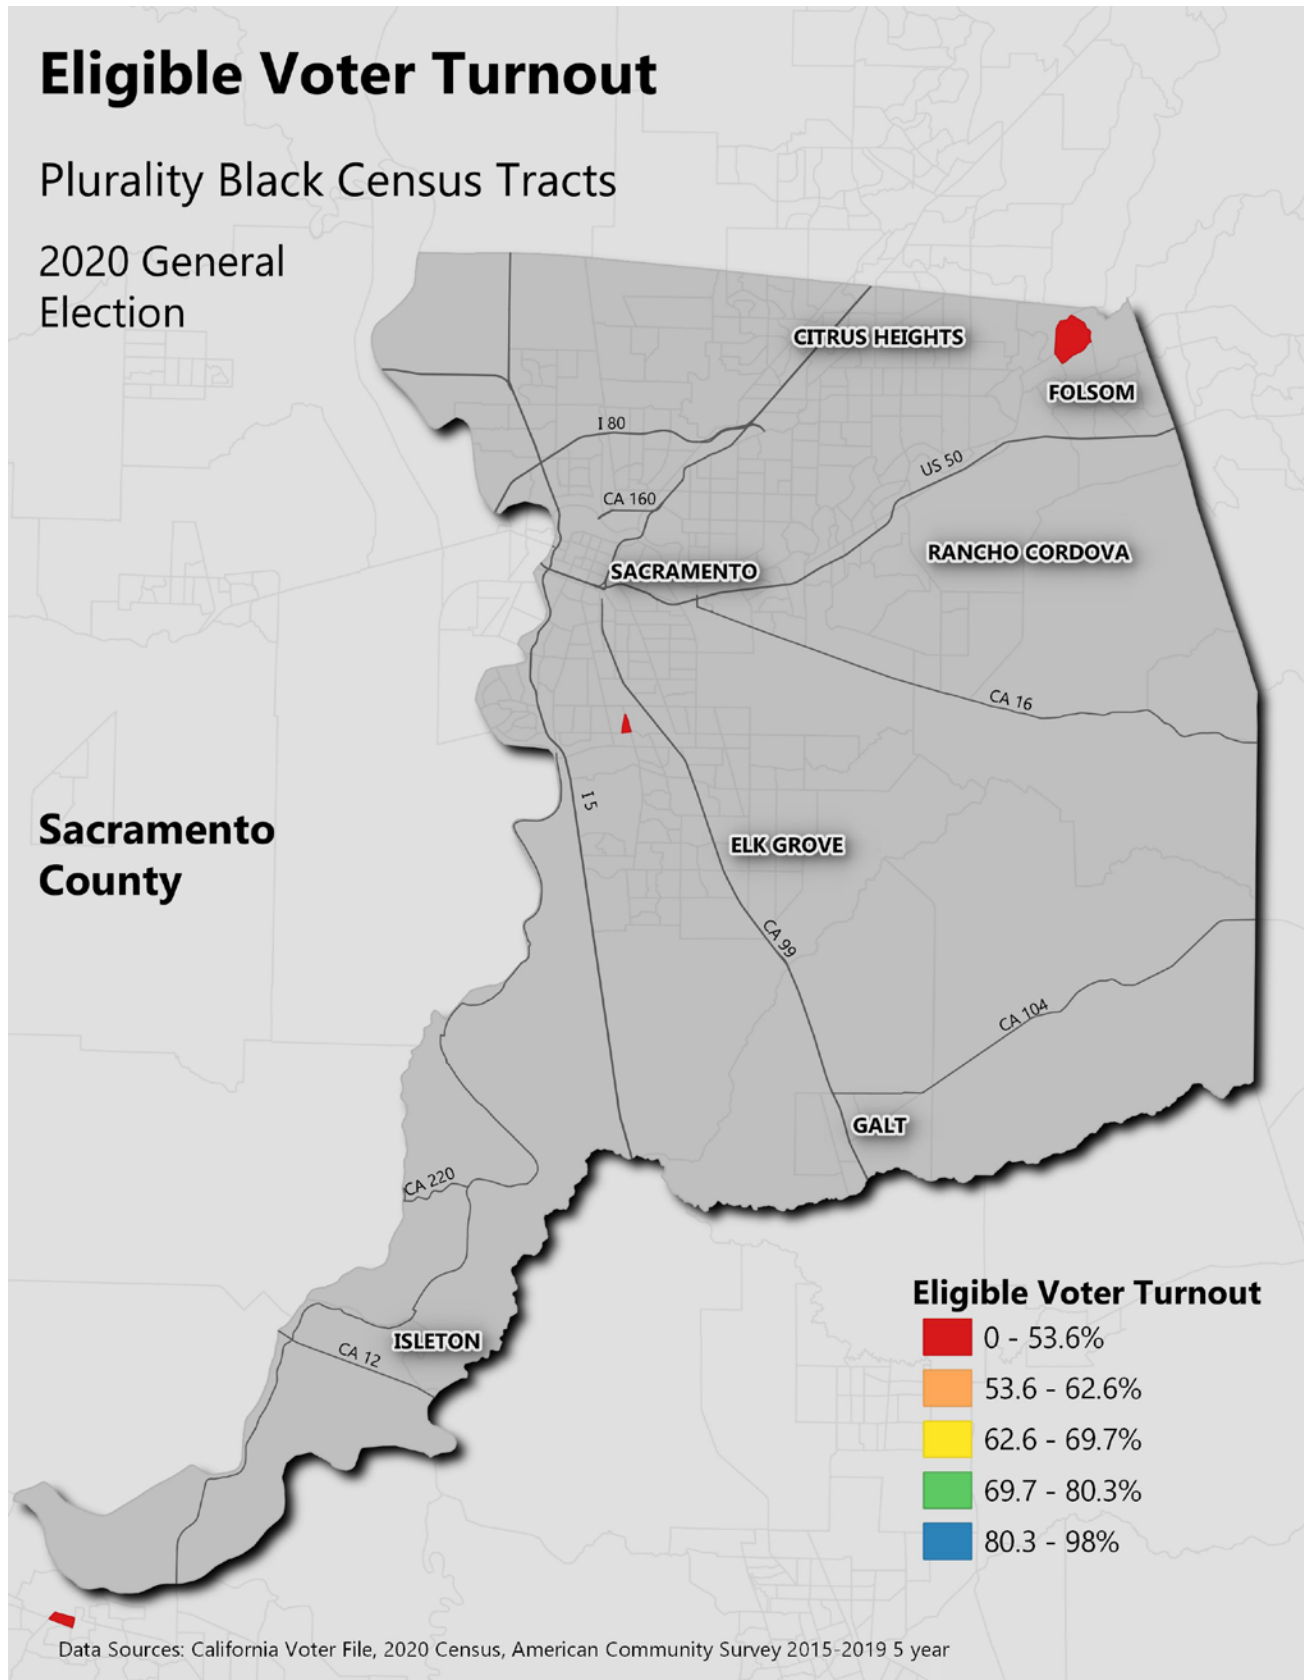 Eligible Voter Turnout
Plurality Black Census Tracts
2020 General
Election
CITRUS HEIGHTS
FOLSOM
I 80
US 50
CA 160
RANCHO CORDOVA
SACRAMENTO
CA 16
I 5
Sacramento
County
ELK GROVE
CA 99
CA 104
GALT
CA 220
Eligible Voter Turnout
0 - 53.6%
53.6 - 62.6%
62.6 - 69.7%
69.7 - 80.3%
80.3 - 98%
ISLETON
CA 12
Data Sources: California Voter File, 2020 Census, American Community Survey 2015-2019 5 year